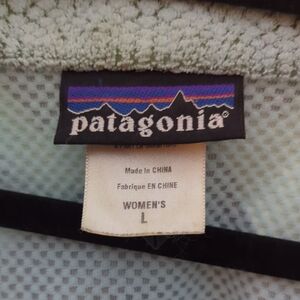 patagonia®
Made in CHINA
Fabriqué EN CHINE
WOMEN'S
L